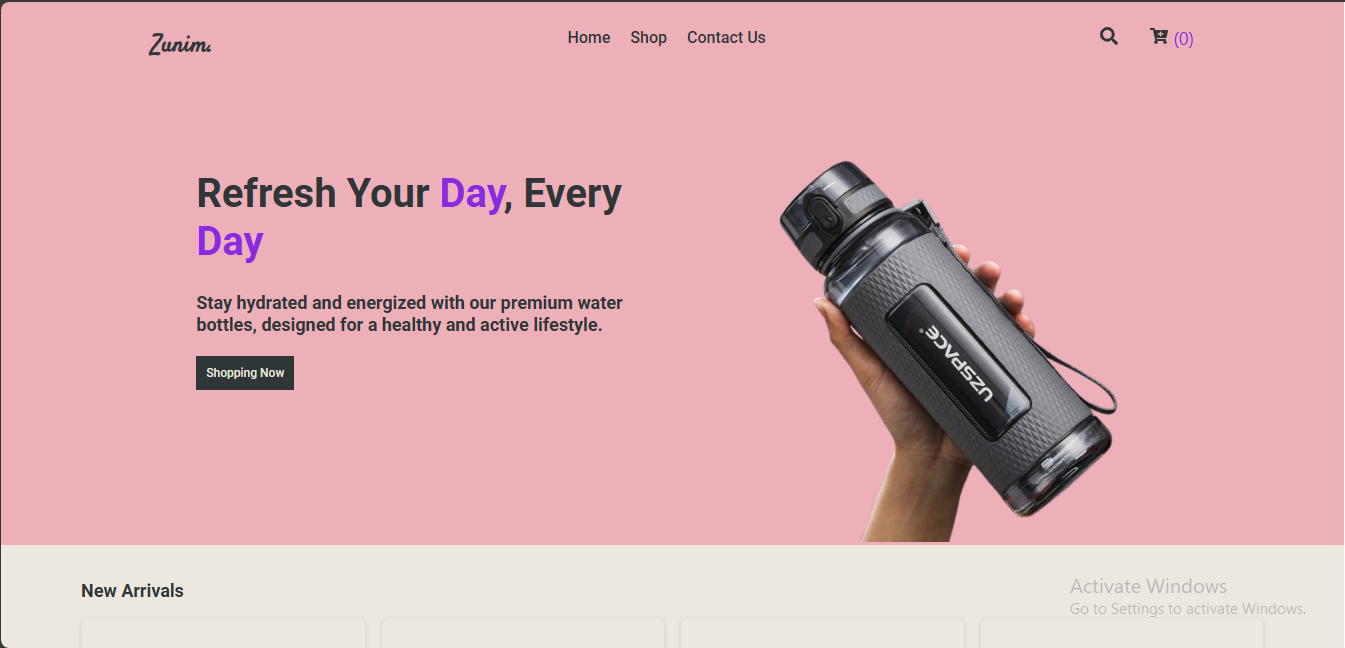 Zunim.
Home Shop Contact Us
(0)
Refresh Your Day, Every
Day
Stay hydrated and energized with our premium water
bottles, designed for a healthy and active lifestyle.
Shopping Now
UZSPACE
New Arrivals
Activate Windows
Go to Settings to activate Windows.